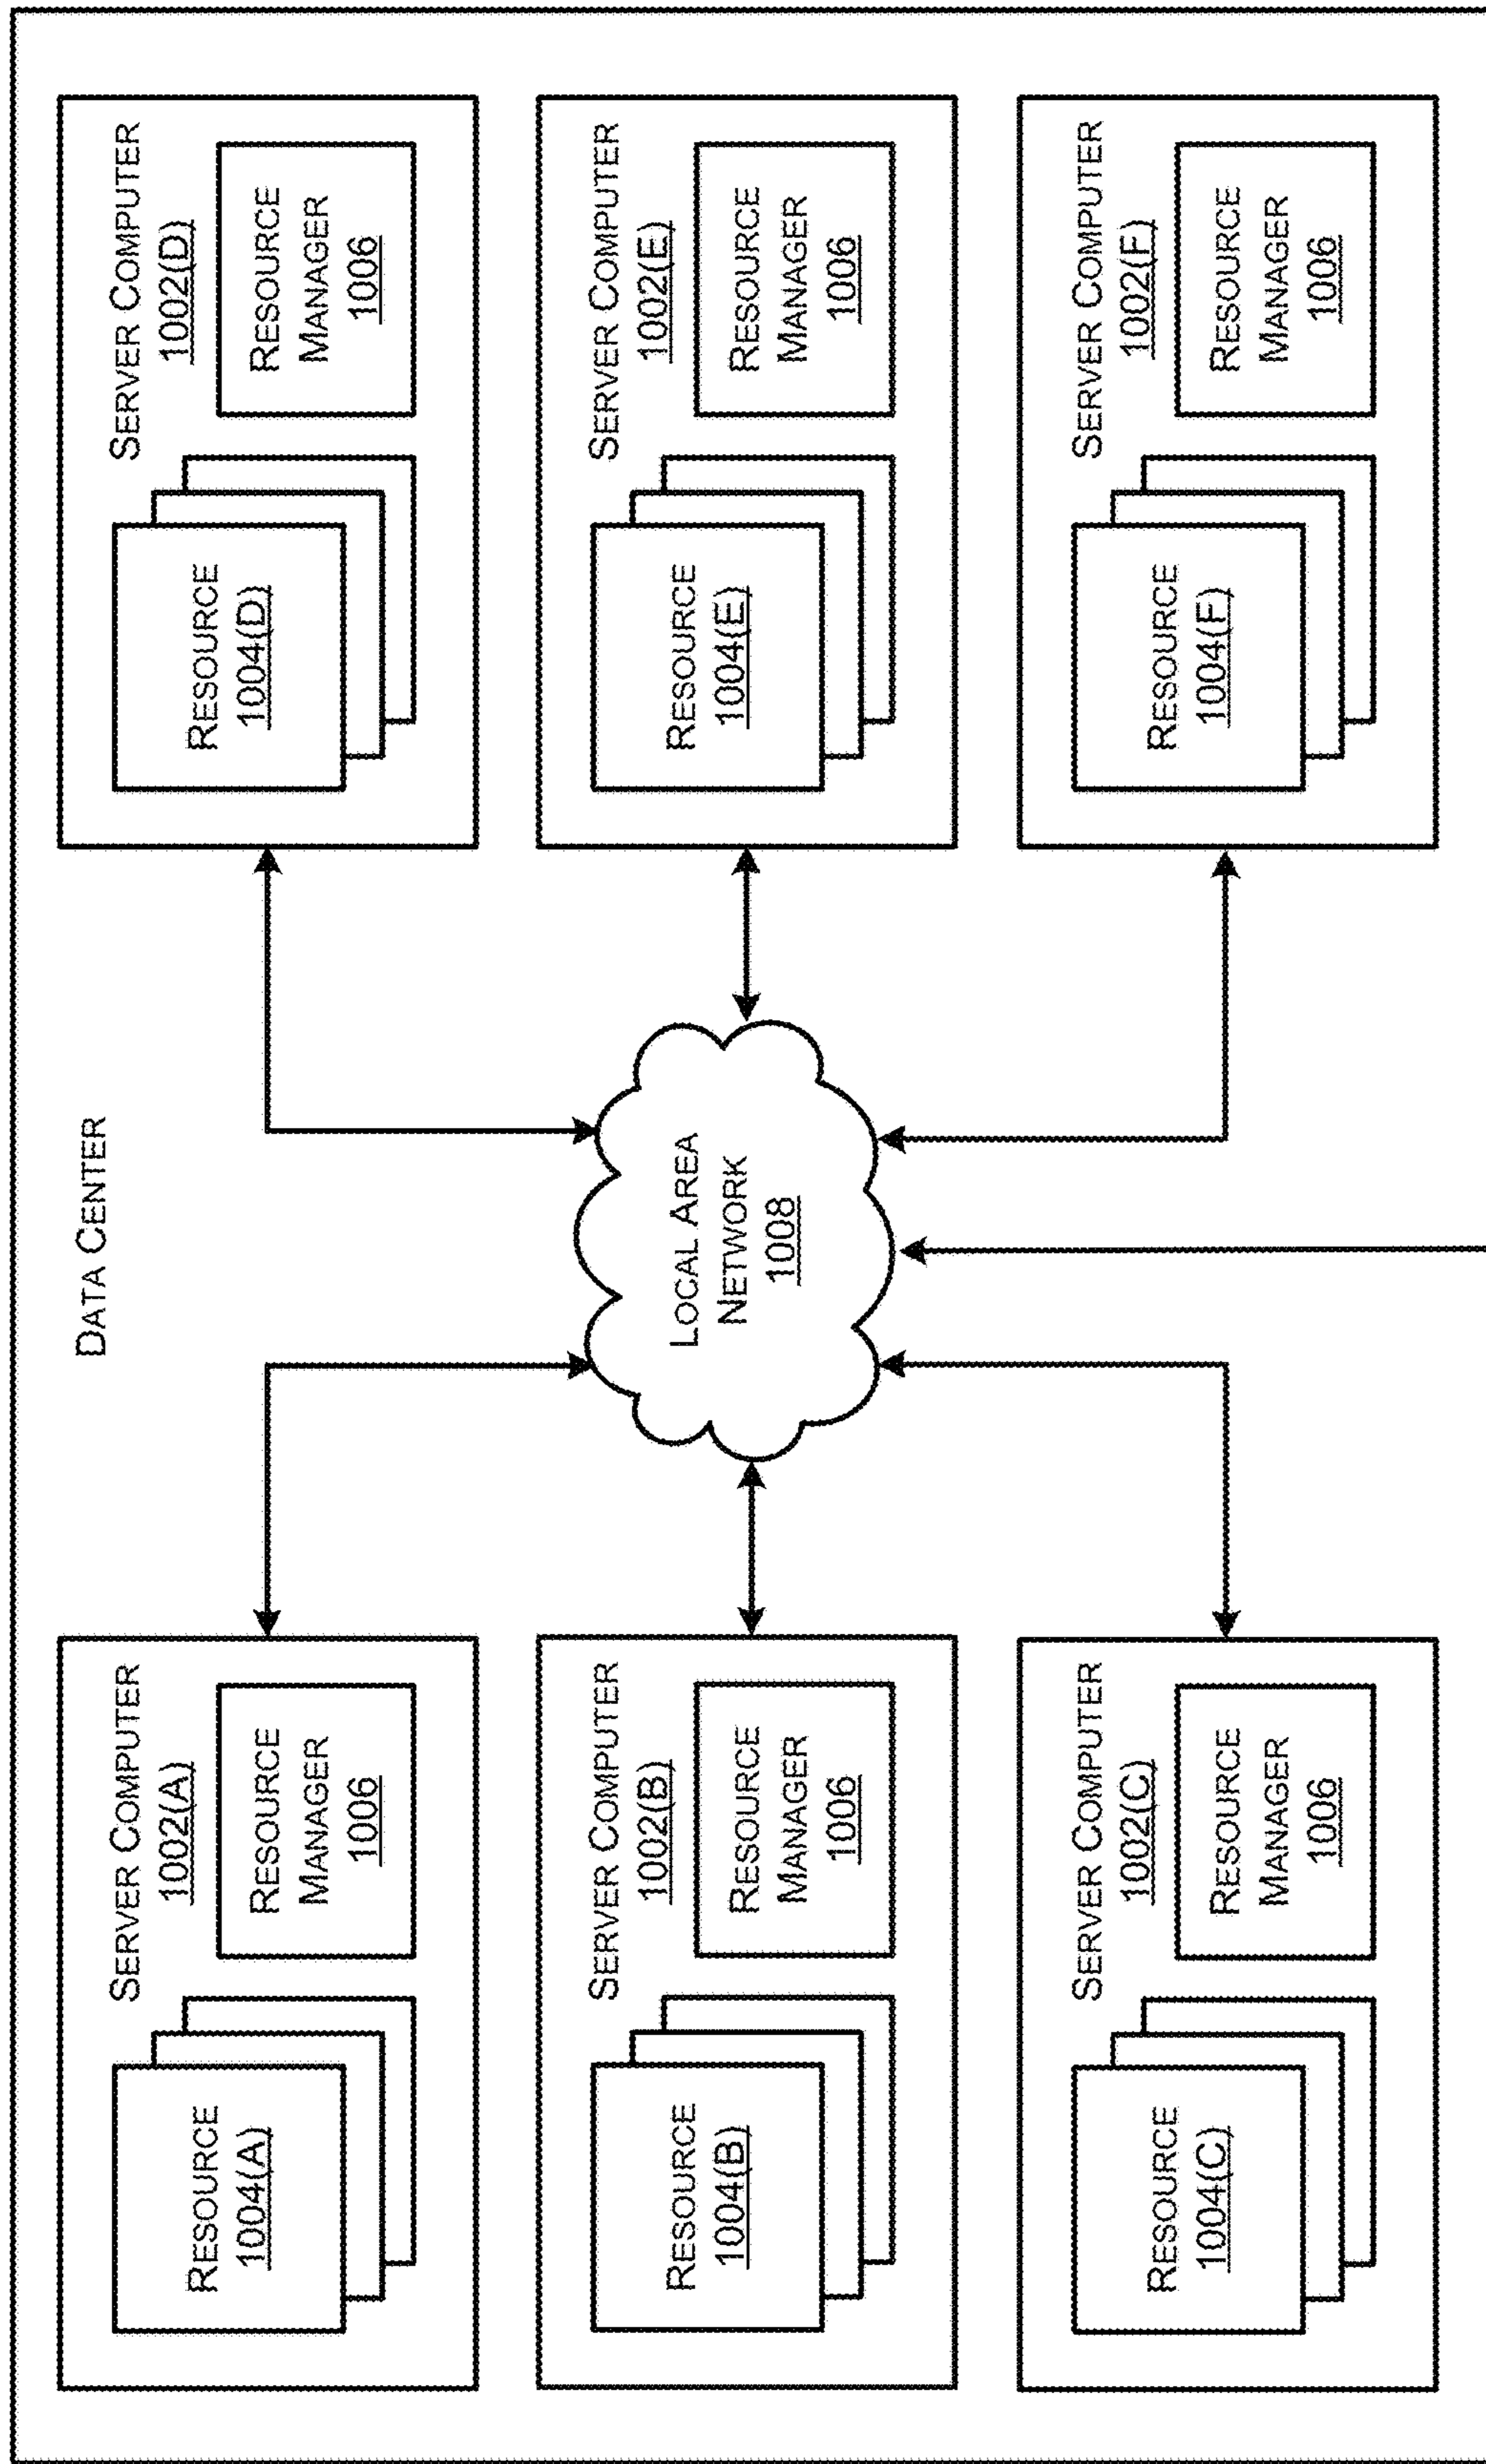 DATA CENTER
SERVER COMPUTER
1002(A)
RESOURCE
1004(A)
RESOURCE
MANAGER
1006
SERVER COMPUTER
1002(B)
RESOURCE
1004(B)
RESOURCE
MANAGER
1006
SERVER COMPUTER
1002(C)
RESOURCE
1004(C)
RESOURCE
MANAGER
1006
LOCAL AREA
NETWORK
1008
SERVER COMPUTER
1002(D)
RESOURCE
1004(D)
RESOURCE
MANAGER
1006
SERVER COMPUTER
1002(E)
RESOURCE
1004(E)
RESOURCE
MANAGER
1006
SERVER COMPUTER
1002(F)
RESOURCE
1004(F)
RESOURCE
MANAGER
1006